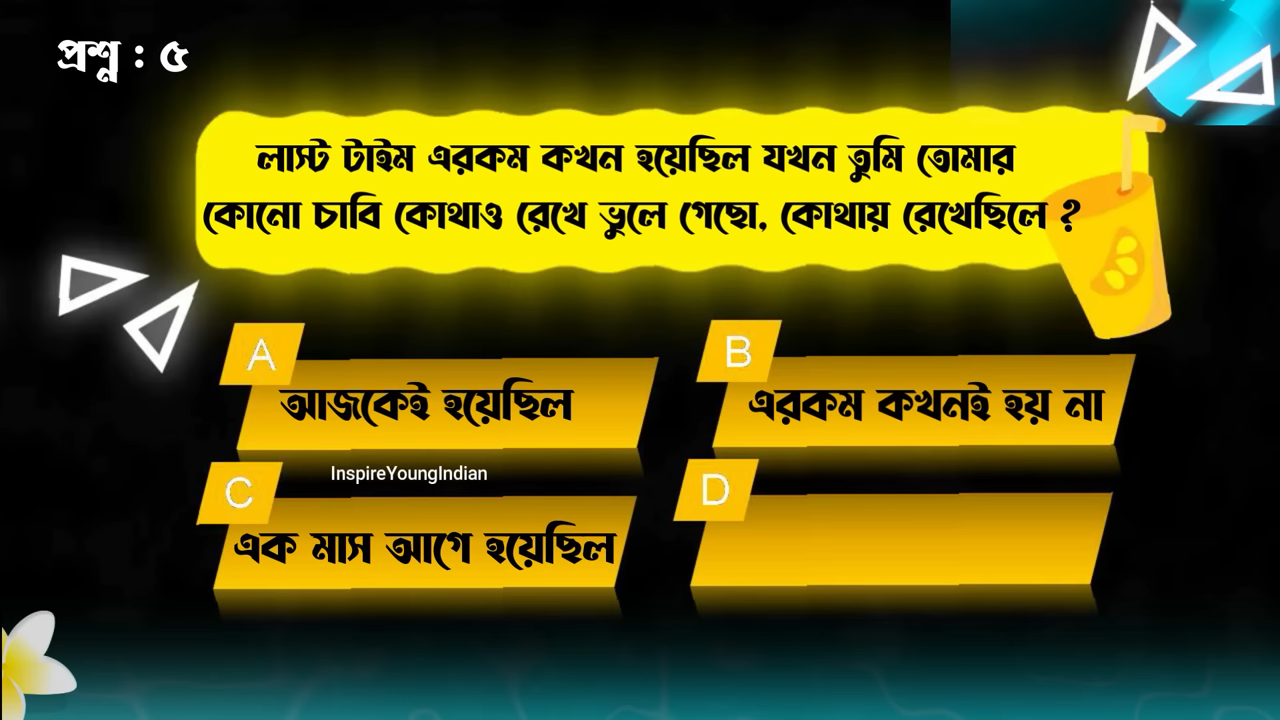 প্রশ্ন : ৫
লাস্ট টাইম এরকম কখন হয়েছিল যখন তুমি তোমার
কোনো চাবি কোথাও রেখে ভুলে গেছো, কোথায় রেখেছিলে ?
A
আজকেই হয়েছিল
B
এরকম কখনই হয় না
InspireYoungIndian
C
এক মাস আগে হয়েছিল
D